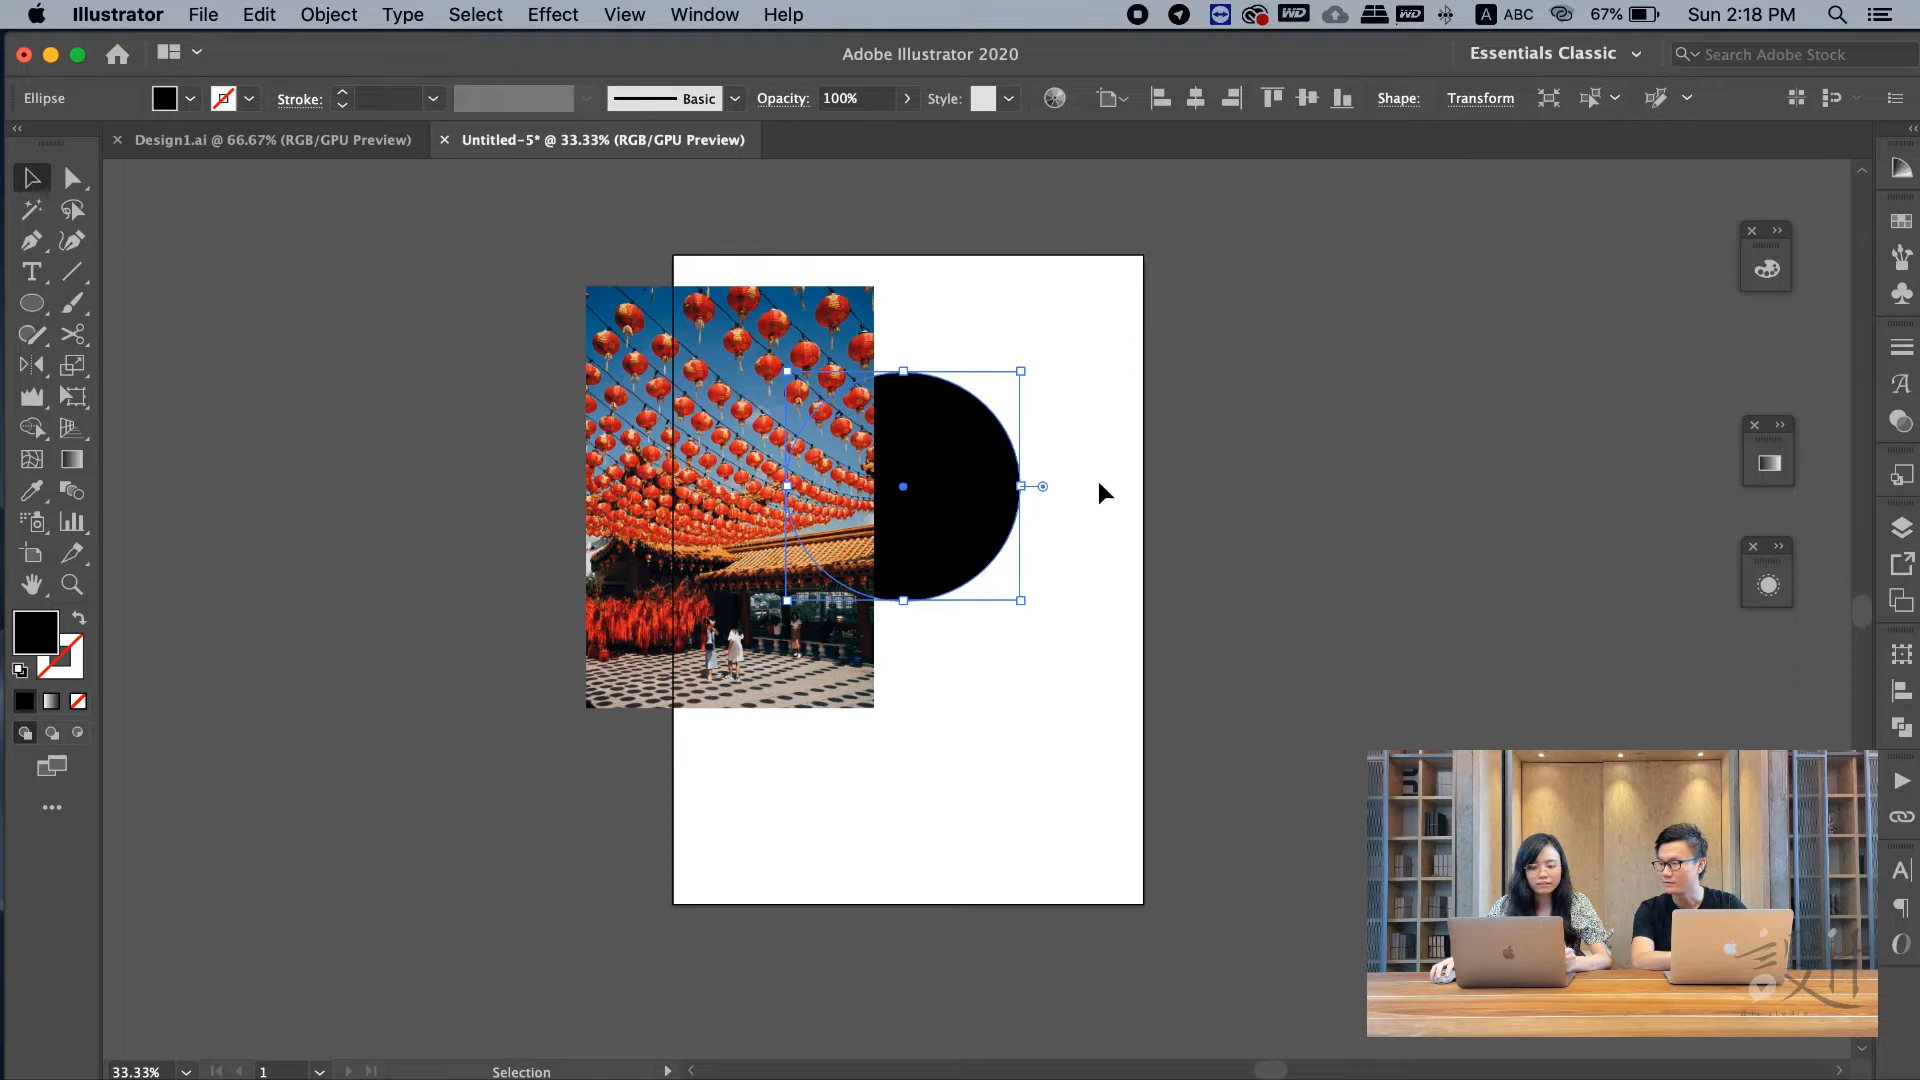 Illustrator File Edit Object Type Select Effect View Window Help
WD WD A ABC 67% Sun 2:18 PM
Adobe Illustrator 2020 Essentials Classic Search Adobe Stock
Ellipse Stroke: Basic Opacity: 100% Style: Shape: Transform
Design1.ai @ 66.67% (RGB/GPU Preview) Untitled-5* @ 33.33% (RGB/GPU Preview)
33.33% 1 Selection